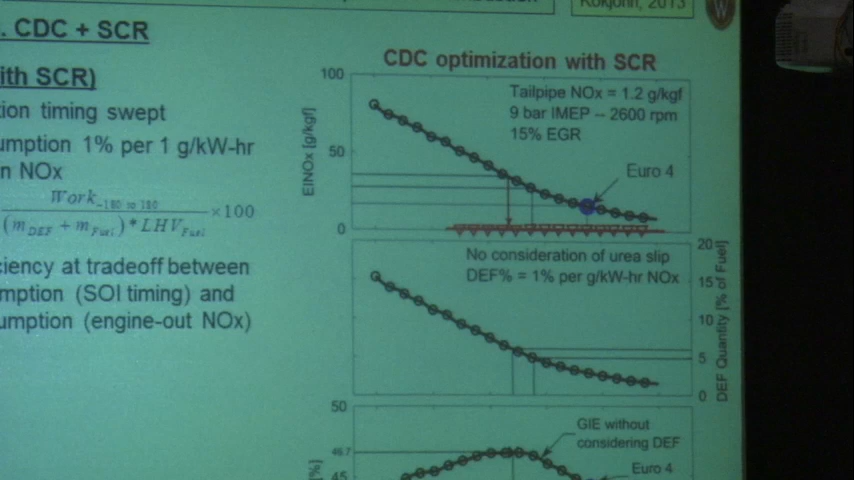 Kokjohn, 2013
. CDC + SCR
ith SCR)
ion timing swept
umption 1% per 1 g/kW-hr
n NOx
Work-180 to 180
(mDEF + mFuel) * LHVFuel ×100
iency at tradeoff between
mption (SOI timing) and
umption (engine-out NOx)
CDC optimization with SCR
100
50
0
EINOx [g/kgf]
Tailpipe NOx = 1.2 g/kgf
9 bar IMEP -- 2600 rpm
15% EGR
Euro 4
No consideration of urea slip
DEF% = 1% per g/kW-hr NOx
20
15
10
5
0
DEF Quantity [% of Fuel]
50
49.7
45
[%]
GIE without
considering DEF
Euro 4